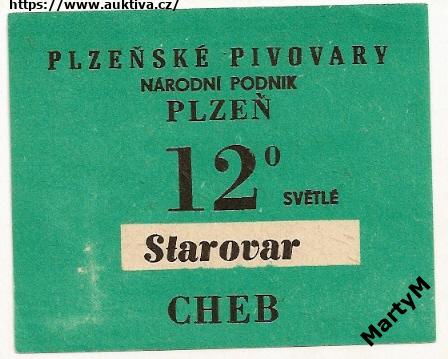 https://www.auktiva.cz/
PLZEŇSKÉ PIVOVARY
NÁRODNÍ PODNIK
PLZEŇ
12° SVĚTLÉ
Starovar
CHEB
MartyM